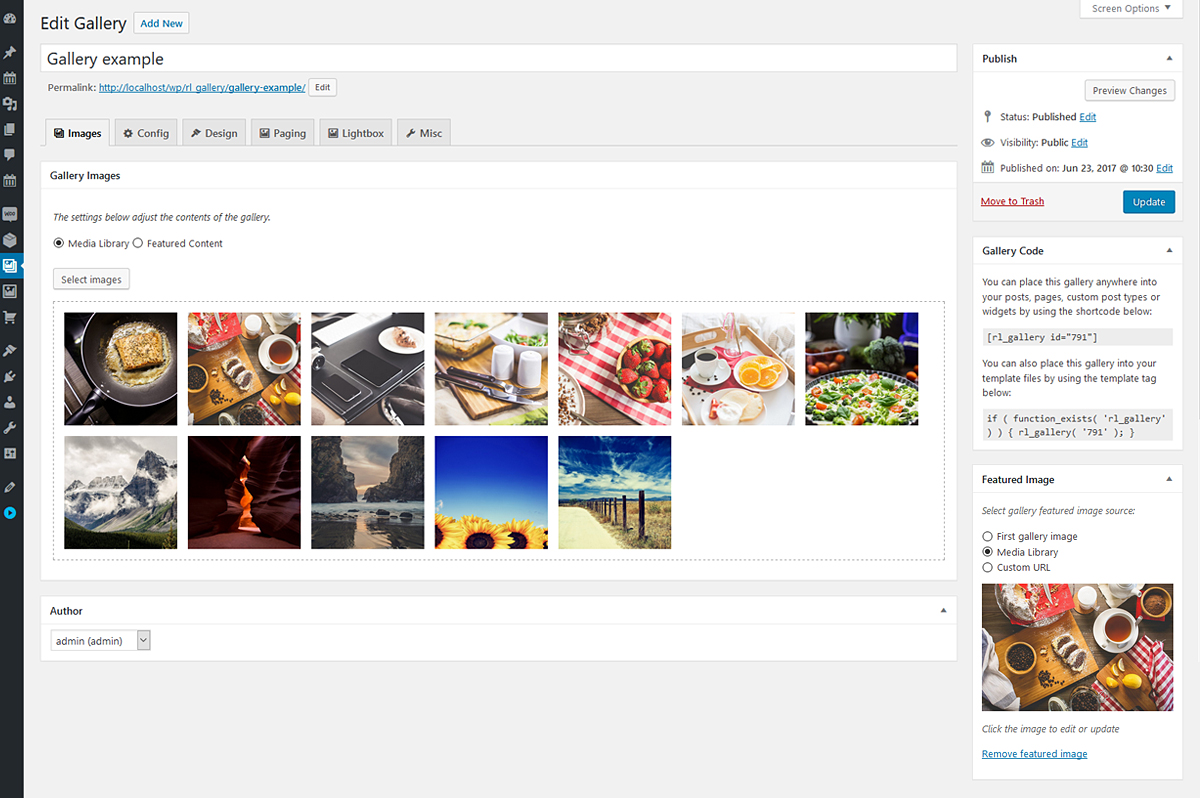 Screen Options
Edit Gallery Add New
Gallery example
Permalink: http://localhost/wp/rl_gallery/gallery-example/ Edit
Images Config Design Paging Lightbox Misc
Gallery Images
The settings below adjust the contents of the gallery.
Media Library Featured Content
Select images
Author
admin (admin)
Publish
Preview Changes
Status: Published Edit
Visibility: Public Edit
Published on: Jun 23, 2017 @ 10:30 Edit
Move to Trash Update
Gallery Code
You can place this gallery anywhere into
your posts, pages, custom post types or
widgets by using the shortcode below:
[rl_gallery id="791"]
You can also place this gallery into your
template files by using the template tag
below:
if ( function_exists( 'rl_gallery'
) ) { rl_gallery( '791' ); }
Featured Image
Select gallery featured image source:
First gallery image
Media Library
Custom URL
Click the image to edit or update
Remove featured image